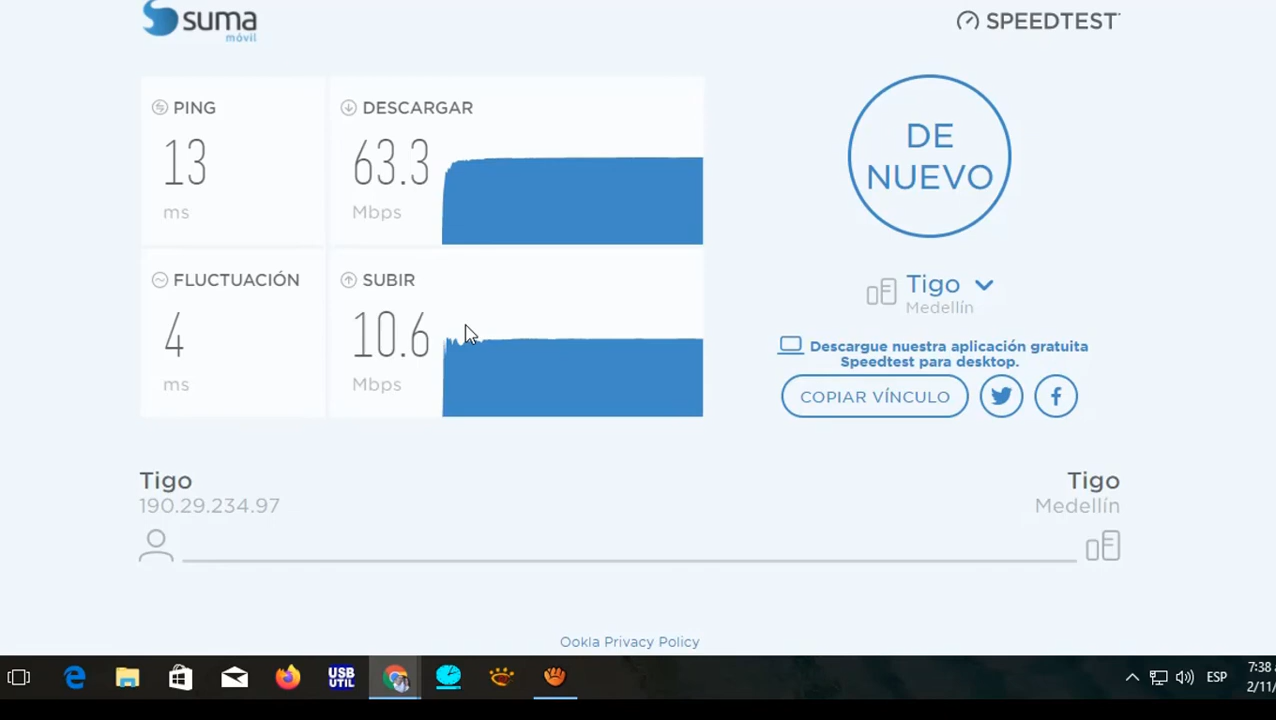 suma
móvil
SPEEDTEST
PING
13
ms
DESCARGAR
63.3
Mbps
FLUCTUACIÓN
4
ms
SUBIR
10.6
Mbps
DE
NUEVO
Tigo
Medellín
Descargue nuestra aplicación gratuita
Speedtest para desktop.
COPIAR VÍNCULO
Tigo
190.29.234.97
Tigo
Medellín
Ookla Privacy Policy
USB
UTIL
ESP
7:38
2/11/